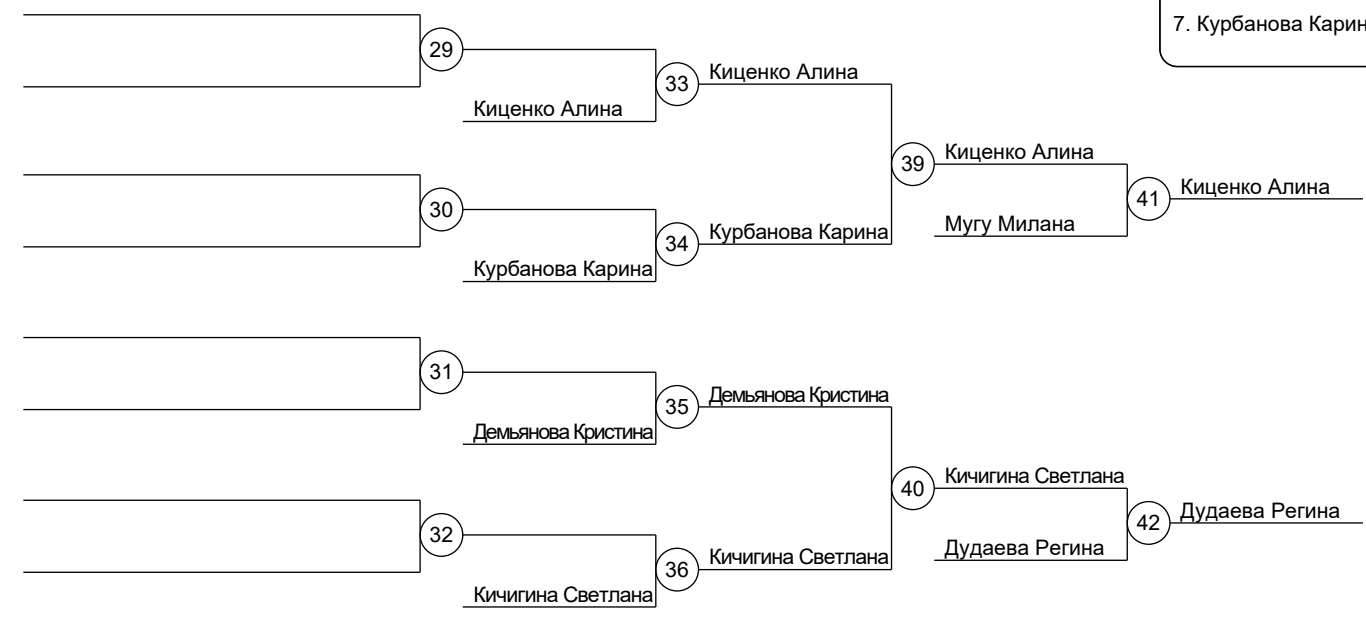 7. Курбанова Карин
29
33
Киценко Алина
Киценко Алина
39
Киценко Алина
41
Киценко Алина
30
34
Курбанова Карина
Мугу Милана
Курбанова Карина
31
35
Демьянова Кристина
Демьянова Кристина
40
Кичигина Светлана
42
Дудаева Регина
32
36
Кичигина Светлана
Дудаева Регина
Кичигина Светлана